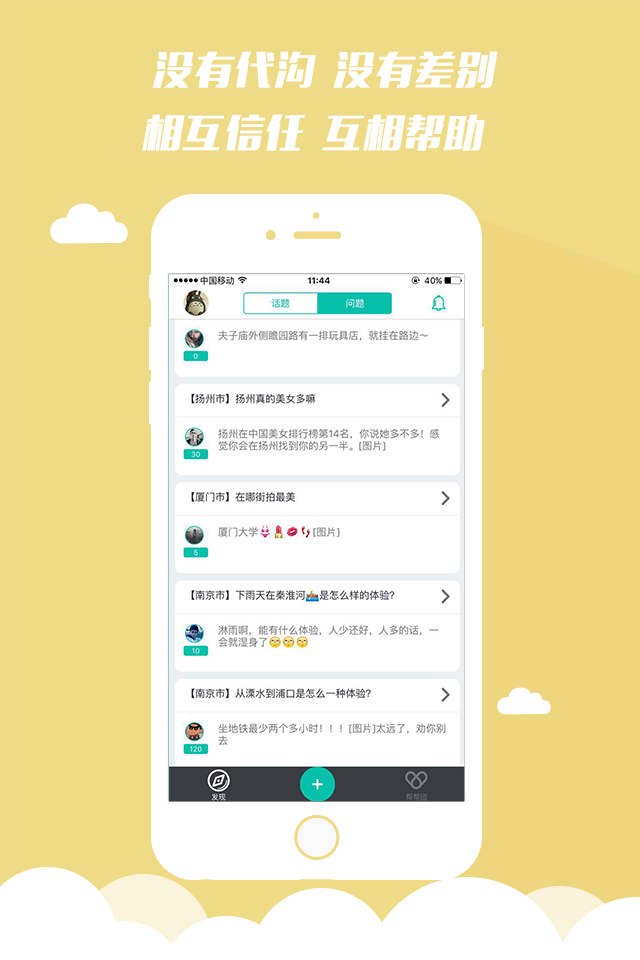 没有代沟 没有差别
相互信任 互相帮助
中国移动 11:44 40%
话题 问题
夫子庙外侧瞻园路有一排玩具店，就挂在路边～
0
【扬州市】扬州真的美女多嘛
扬州在中国美女排行榜第14名，你说她多不多！感
觉你会在扬州找到你的另一半。[图片]
30
【厦门市】在哪街拍最美
厦门大学👙💄💋👣[图片]
5
【南京市】下雨天在秦淮河🚣是怎么样的体验?
淋雨啊，能有什么体验，人少还好，人多的话，一
会就湿身了🙄🙄🙄
10
【南京市】从溧水到浦口是怎么一种体验?
坐地铁最少两个多小时！！！[图片]太远了，劝你别
去
120
发现
帮帮团